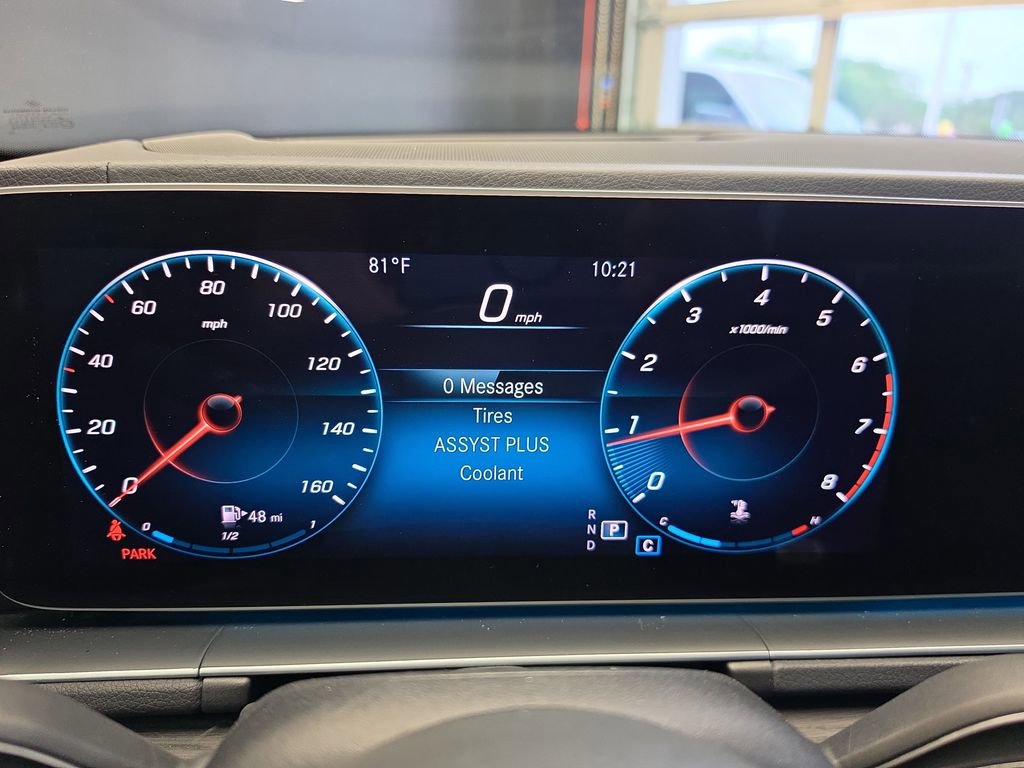 81°F
10:21
0 mph
0 Messages
Tires
ASSYST PLUS
Coolant
0
20
40
60
80
100
120
140
160
mph
48 mi
0
1/2
1
PARK
0
1
2
3
4
5
6
7
8
x1000/min
C
H
R
N
P
D
C